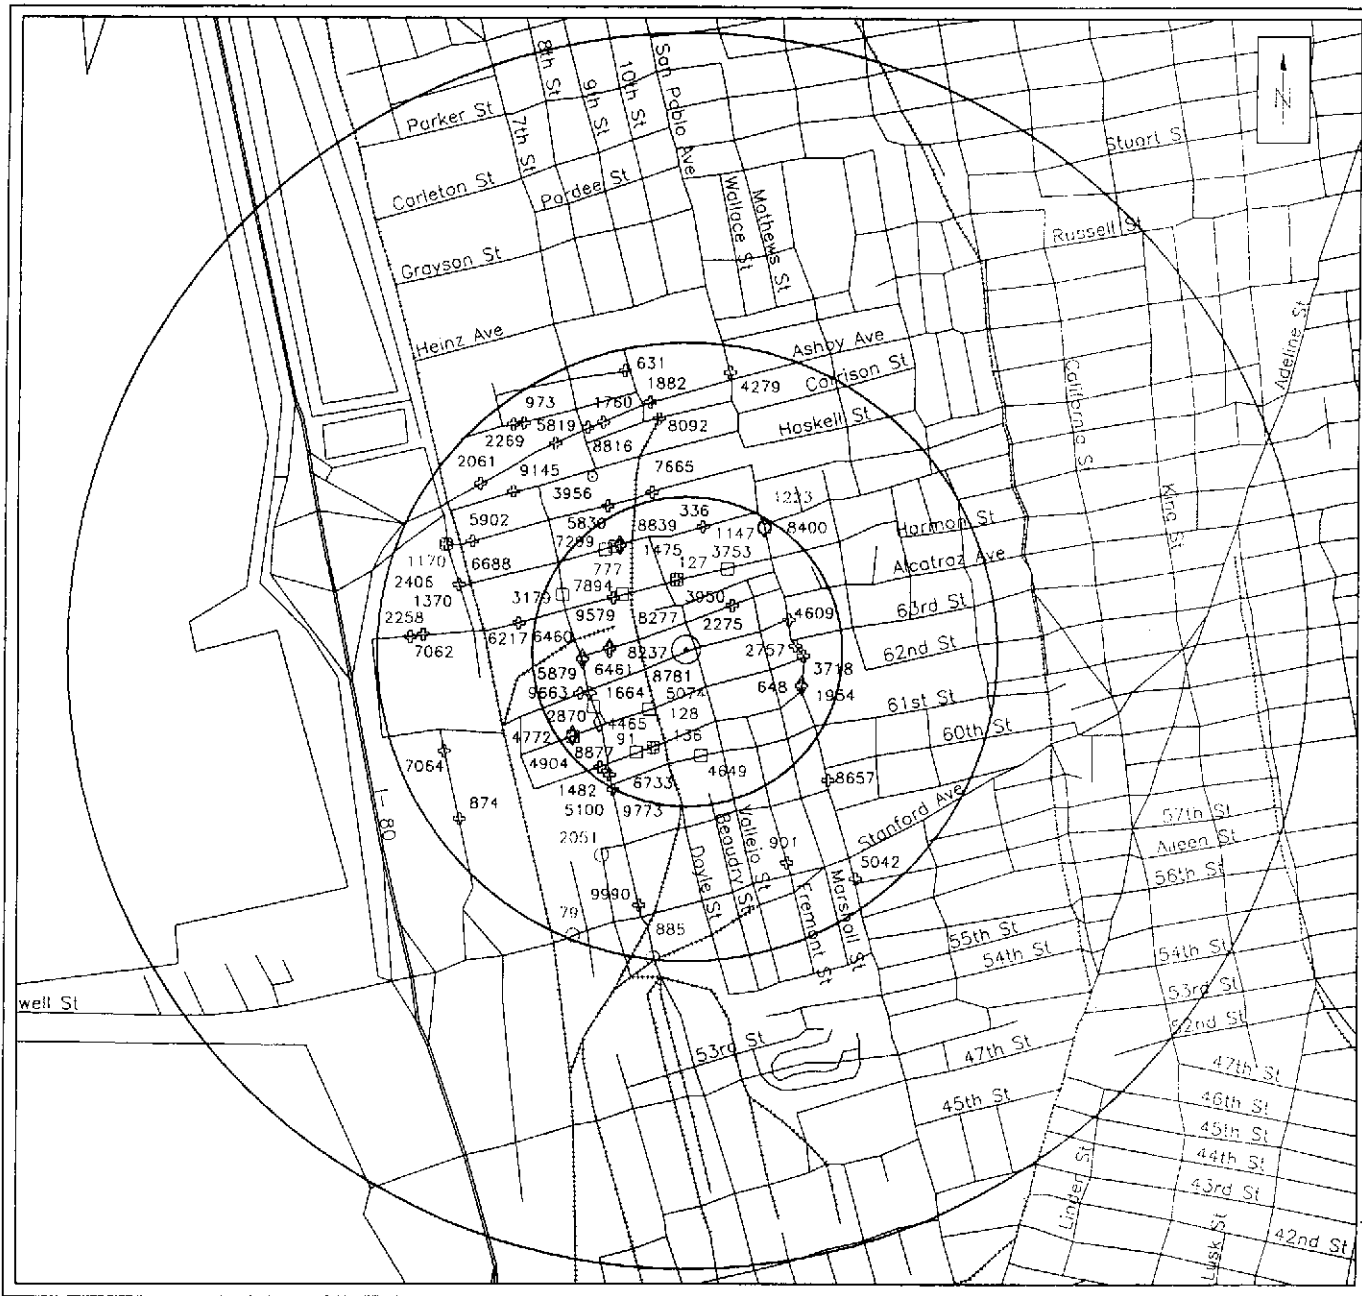 N
8th St
9th St
10th St
San Pablo Ave
7th St
Parker St
Stuart S
Carleton St
Pardee St
Wallace St
Mathews St
Russell St
Grayson St
Heinz Ave
Ashby Ave
Adeline St
631
1882
4279
Carrison St
California St
973
1760
5819
8092
Haskell St
2269
8816
2061
9145
7665
3956
336
1223
King St
5902
5830
8839
1147
8400
Harmon St
7299
1475
3753
1170
6688
777
127
Alcatraz Ave
2406
7894
1370
3179
3950
63rd St
2258
9579
8277
2275
4609
6217
6460
7062
8237
2767
62nd St
5879
6461
8781
3718
9663
1664
5074
648
1964
61st St
2870
4465
128
60th St
4772
91
136
8877
7064
4904
6733
4649
8657
874
1482
5100
9773
Stanford Ave
I-80
57th St
2051
Vallejo St
Beaudry St
901
Aileen St
Doyle St
5042
56th St
9990
Fremont St
Marshall St
79
885
55th St
54th St
54th St
53rd St
well St
52nd St
53rd St
47th St
47th St
45th St
46th St
45th St
Linden St
44th St
43rd St
Lusk St
42nd St